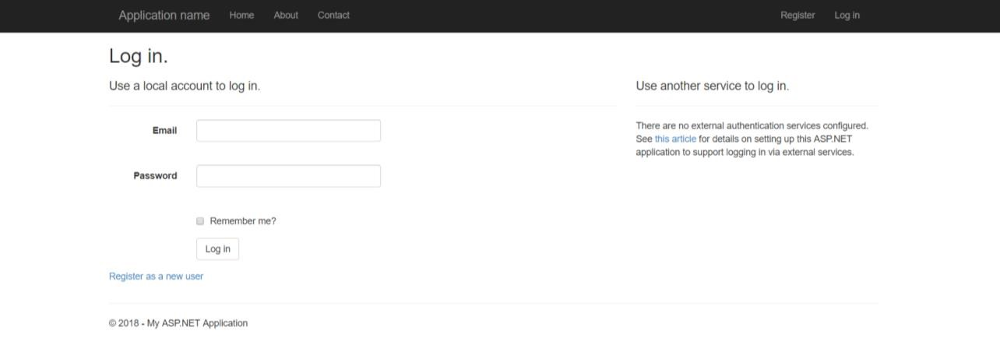 Application name Home About Contact Register Log in
Log in.
Use a local account to log in.
Email
Password
Remember me?
Log in
Register as a new user
Use another service to log in.
There are no external authentication services configured.
See this article for details on setting up this ASP.NET
application to support logging in via external services.
© 2018 - My ASP.NET Application